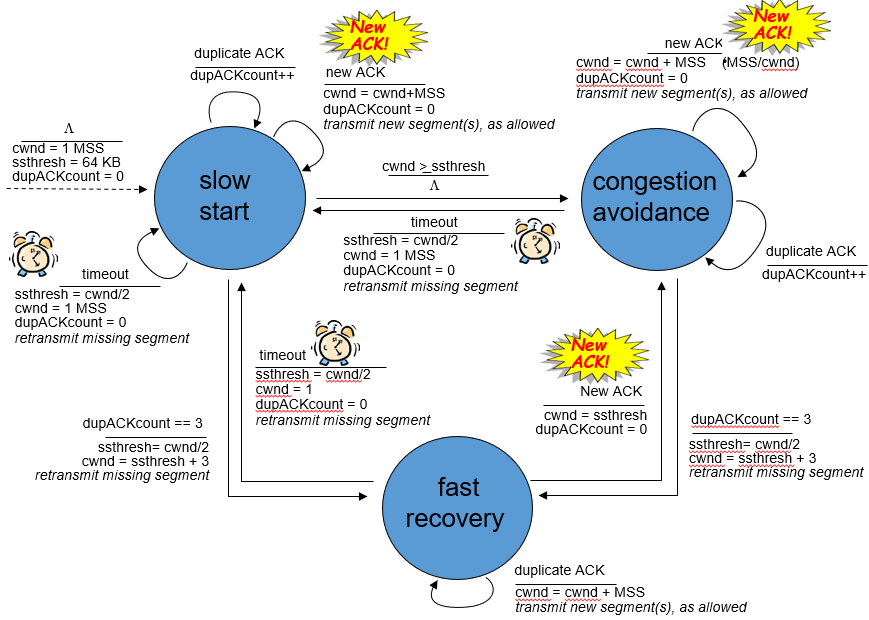 New
ACK!
duplicate ACK
dupACKcount++
new ACK
cwnd = cwnd+MSS
dupACKcount = 0
transmit new segment(s), as allowed
New
ACK!
new ACK
cwnd = cwnd + MSS (MSS/cwnd)
dupACKcount = 0
transmit new segment(s), as allowed
Λ
cwnd = 1 MSS
ssthresh = 64 KB
dupACKcount = 0
slow
start
cwnd > ssthresh
Λ
congestion
avoidance
timeout
ssthresh = cwnd/2
cwnd = 1 MSS
dupACKcount = 0
retransmit missing segment
timeout
ssthresh = cwnd/2
cwnd = 1 MSS
dupACKcount = 0
retransmit missing segment
duplicate ACK
dupACKcount++
timeout
ssthresh = cwnd/2
cwnd = 1
dupACKcount = 0
retransmit missing segment
New
ACK!
New ACK
cwnd = ssthresh
dupACKcount = 0
dupACKcount == 3
ssthresh= cwnd/2
cwnd = ssthresh + 3
retransmit missing segment
dupACKcount == 3
ssthresh= cwnd/2
cwnd = ssthresh + 3
retransmit missing segment
fast
recovery
duplicate ACK
cwnd = cwnd + MSS
transmit new segment(s), as allowed